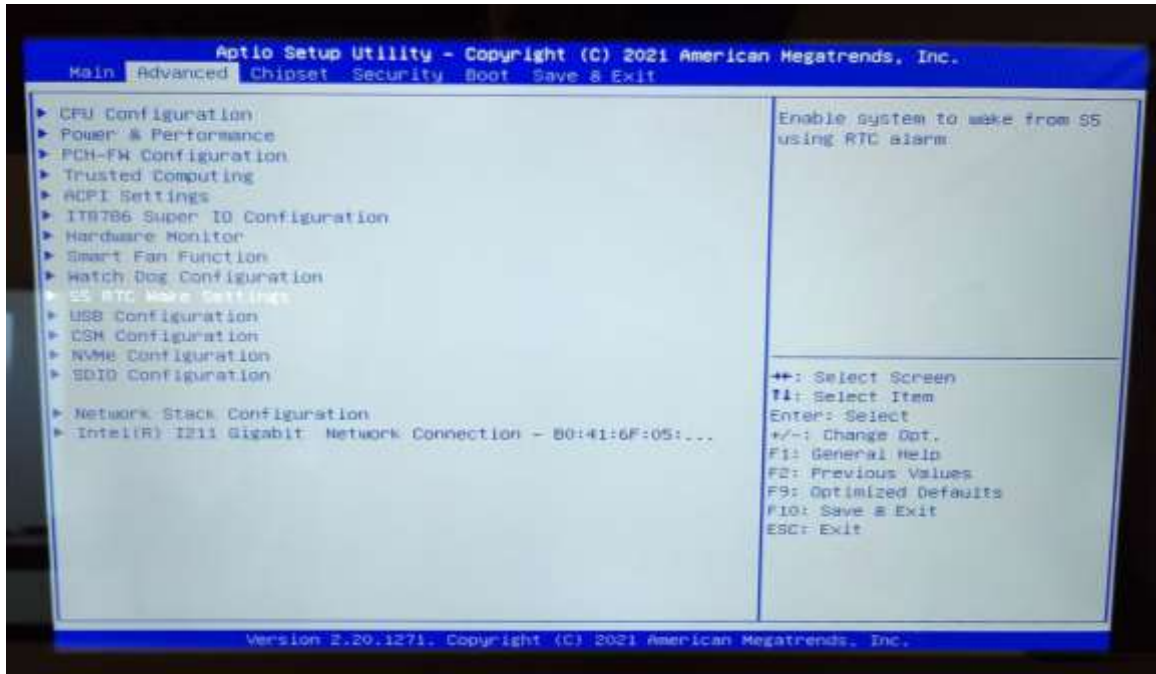 Aptio Setup Utility – Copyright (C) 2021 American Megatrends, Inc.
Main Advanced Chipset Security Boot Save & Exit
► CPU Configuration
► Power & Performance
► PCH-FW Configuration
► Trusted Computing
► ACPI Settings
► IT8786 Super IO Configuration
► Hardware Monitor
► Smart Fan Function
► Watch Dog Configuration
► S5 RTC Wake Settings
► USB Configuration
► CSM Configuration
► NVMe Configuration
► SDIO Configuration
► Network Stack Configuration
► Intel(R) I211 Gigabit Network Connection – B0:41:6F:05:...
Enable system to wake from S5
using RTC alarm
→←: Select Screen
↑↓: Select Item
Enter: Select
+/-: Change Opt.
F1: General Help
F2: Previous Values
F9: Optimized Defaults
F10: Save & Exit
ESC: Exit
Version 2.20.1271. Copyright (C) 2021 American Megatrends, Inc.